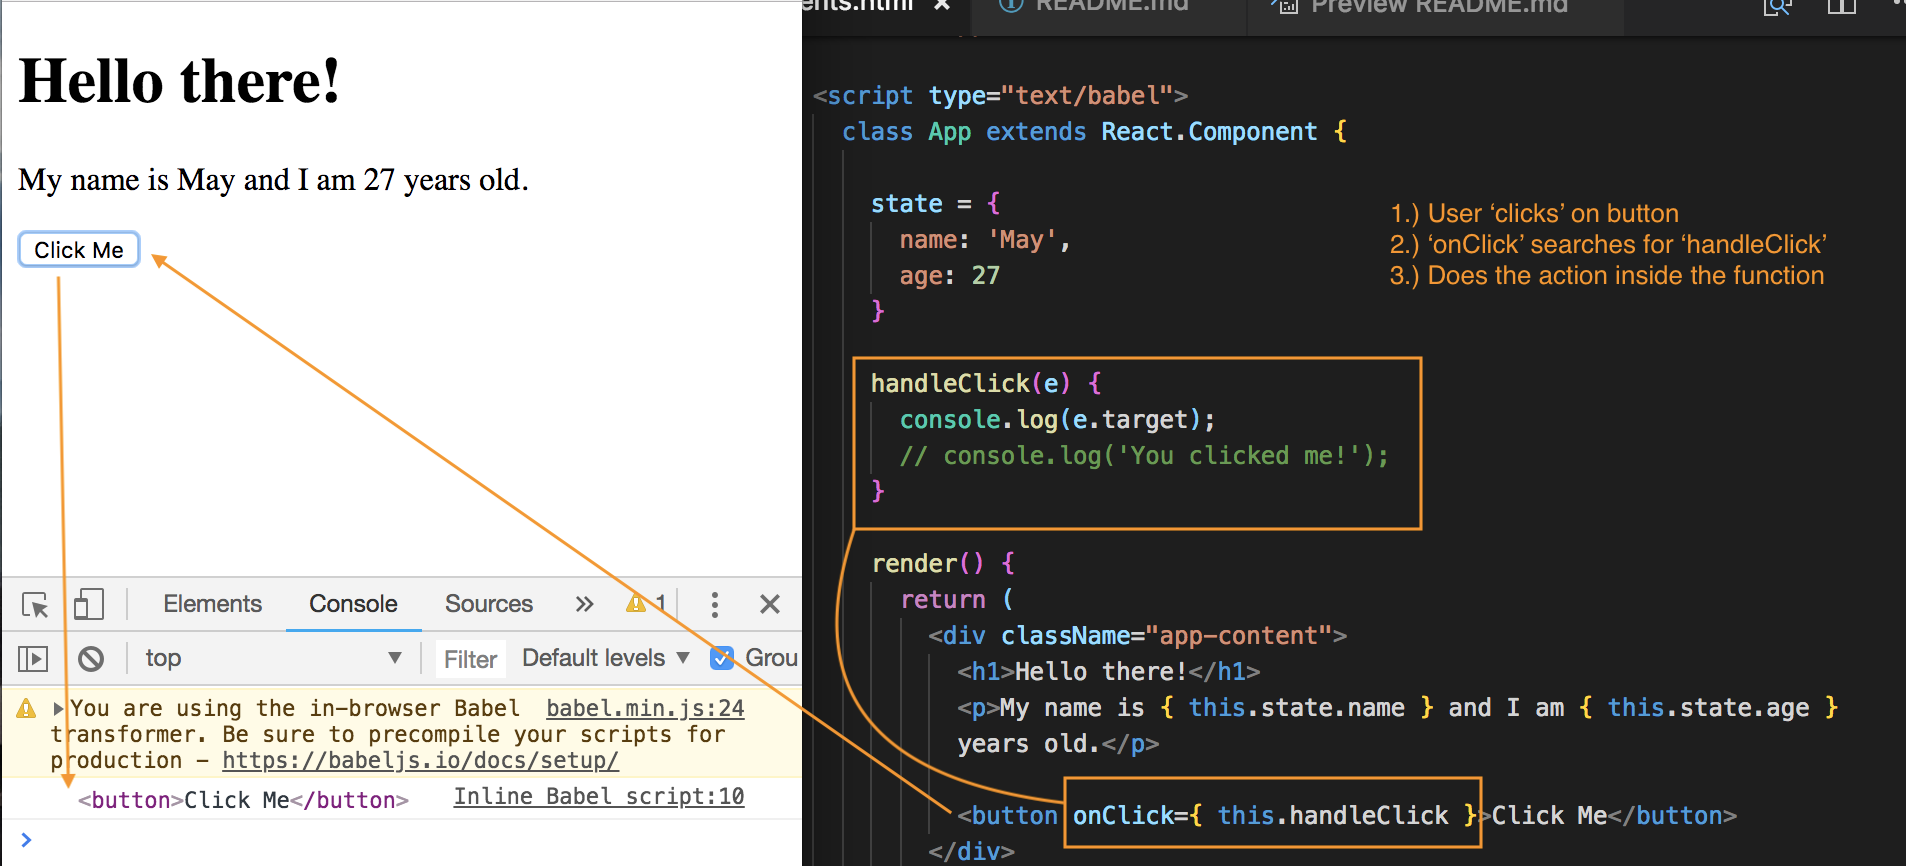 Hello there!
My name is May and I am 27 years old.
Click Me
Elements Console Sources » 1
top Filter Default levels Grou
You are using the in-browser Babel babel.min.js:24
transformer. Be sure to precompile your scripts for
production – https://babeljs.io/docs/setup/
<button>Click Me</button> Inline Babel script:10
>
ents.html × README.md Preview README.md
<script type="text/babel">
class App extends React.Component {
state = {
name: 'May',
age: 27
}
1.) User ‘clicks’ on button
2.) ‘onClick’ searches for ‘handleClick’
3.) Does the action inside the function
handleClick(e) {
console.log(e.target);
// console.log('You clicked me!');
}
render() {
return (
<div className="app-content">
<h1>Hello there!</h1>
<p>My name is { this.state.name } and I am { this.state.age }
years old.</p>
<button onClick={ this.handleClick }>Click Me</button>
</div>